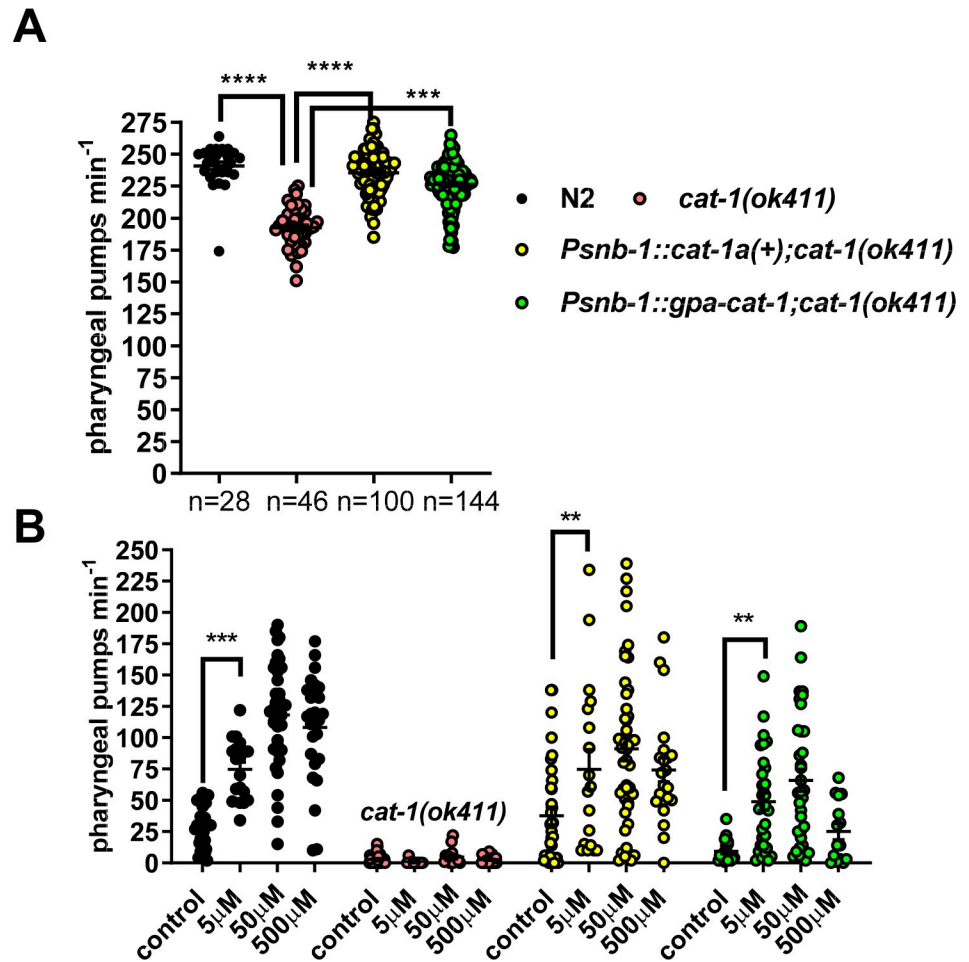 A
**** **** ***
pharyngeal pumps min-1
275
250
225
200
175
150
125
100
75
50
25
0
n=28 n=46 n=100 n=144
N2 cat-1(ok411)
Psnb-1::cat-1a(+);cat-1(ok411)
Psnb-1::gpa-cat-1;cat-1(ok411)
B
pharyngeal pumps min-1
250
225
200
175
150
125
100
75
50
25
0
*** ** **
cat-1(ok411)
control 5μM 50μM 500μM control 5μM 50μM 500μM control 5μM 50μM 500μM control 5μM 50μM 500μM